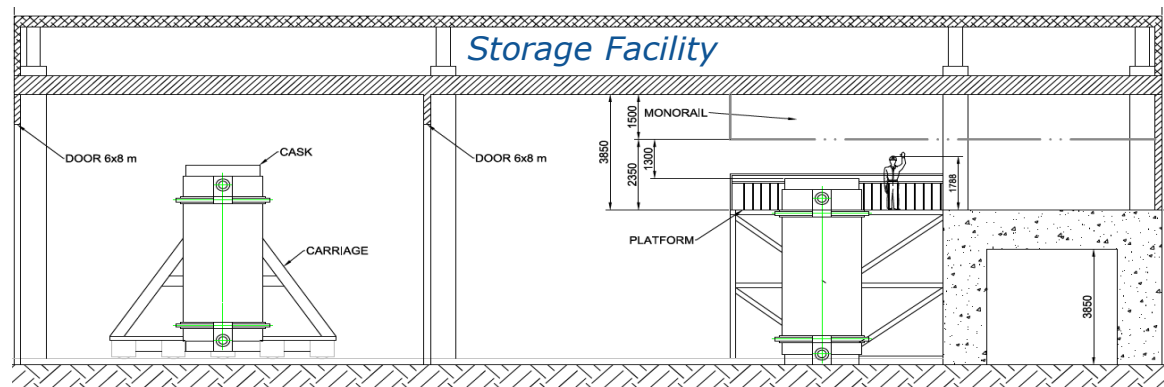 Storage Facility
MONORAIL
1500
3850
2350
1300
DOOR 6x8 m
CASK
DOOR 6x8 m
1788
PLATFORM
CARRIAGE
3850